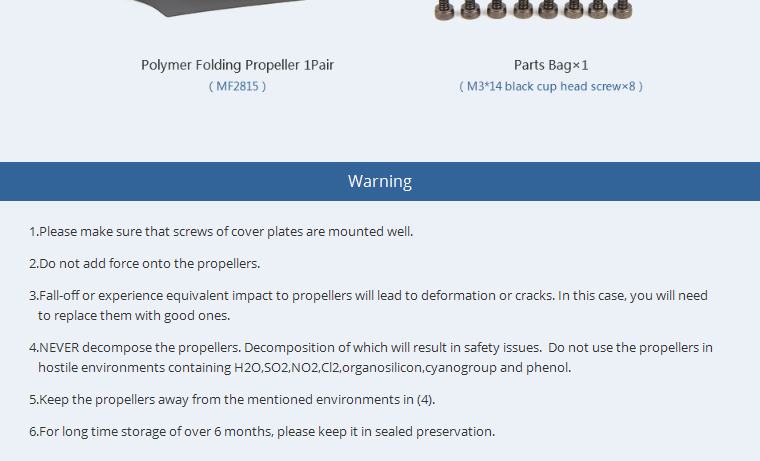 Polymer Folding Propeller 1Pair
Parts Bag×1
( MF2815 )
( M3*14 black cup head screw×8 )
Warning
1.Please make sure that screws of cover plates are mounted well.
2.Do not add force onto the propellers.
3.Fall-off or experience equivalent impact to propellers will lead to deformation or cracks. In this case, you will need
to replace them with good ones.
4.NEVER decompose the propellers. Decomposition of which will result in safety issues.  Do not use the propellers in
hostile environments containing H2O,SO2,NO2,Cl2,organosilicon,cyanogroup and phenol.
5.Keep the propellers away from the mentioned environments in (4).
6.For long time storage of over 6 months, please keep it in sealed preservation.